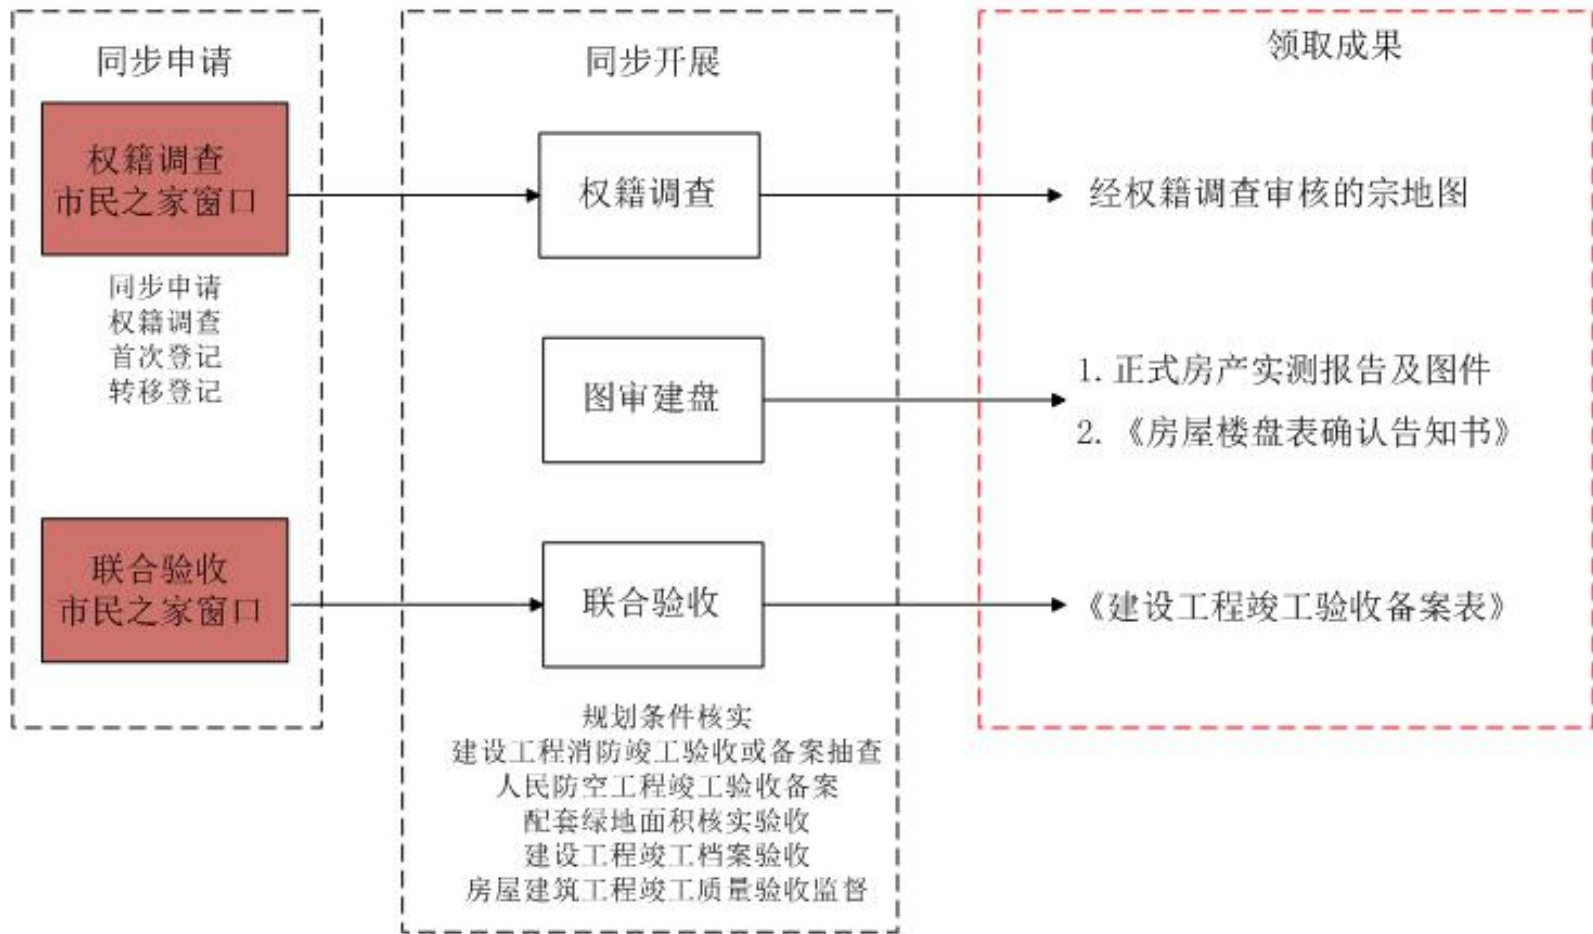 同步申请
权籍调查
市民之家窗口
同步申请
权籍调查
首次登记
转移登记
联合验收
市民之家窗口
同步开展
权籍调查
图审建盘
联合验收
规划条件核实
建设工程消防竣工验收或备案抽查
人民防空工程竣工验收备案
配套绿地面积核实验收
建设工程竣工档案验收
房屋建筑工程竣工质量验收监督
领取成果
经权籍调查审核的宗地图
1. 正式房产实测报告及图件
2. 《房屋楼盘表确认告知书》
《建设工程竣工验收备案表》